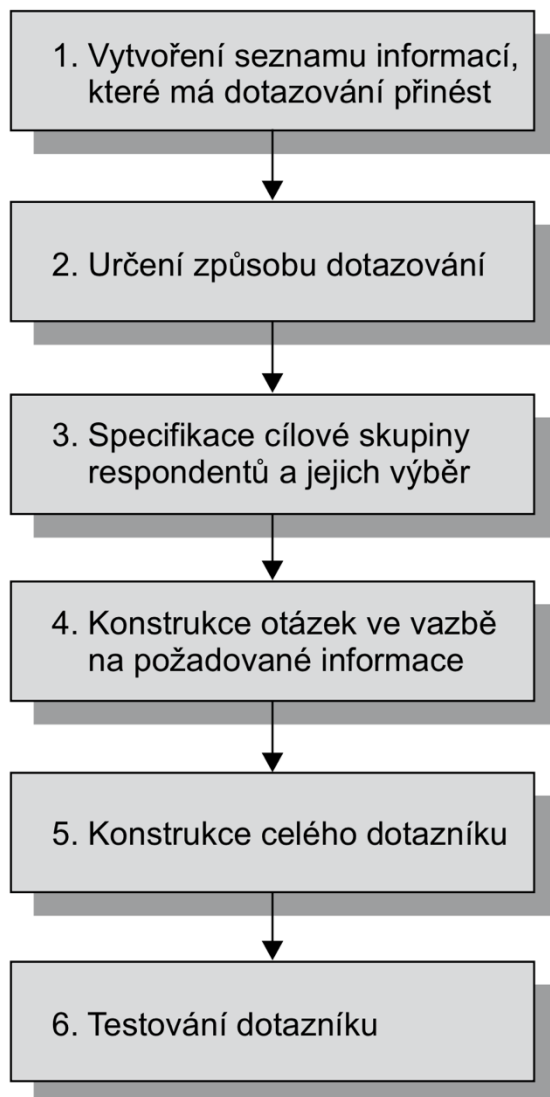 1. Vytvoření seznamu informací,
které má dotazování přinést
2. Určení způsobu dotazování
3. Specifikace cílové skupiny
respondentů a jejich výběr
4. Konstrukce otázek ve vazbě
na požadované informace
5. Konstrukce celého dotazníku
6. Testování dotazníku